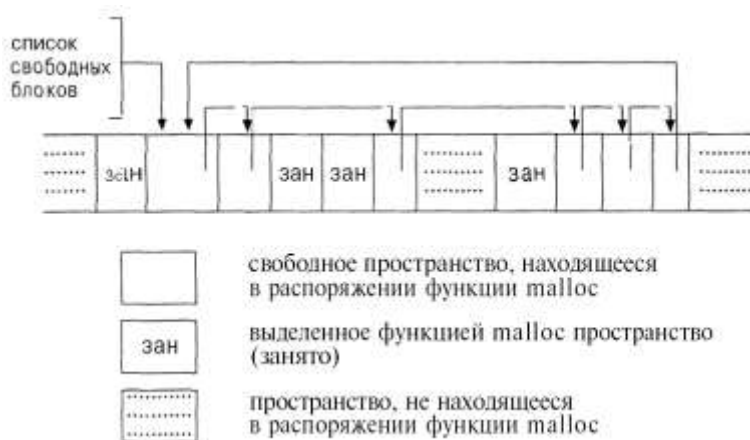 список
свободных
блоков
зан
зан
зан
зан
свободное пространство, находящееся
в распоряжении функции malloc
зан
выделенное функцией malloc пространство
(занято)
пространство, не находящееся
в распоряжении функции malloc